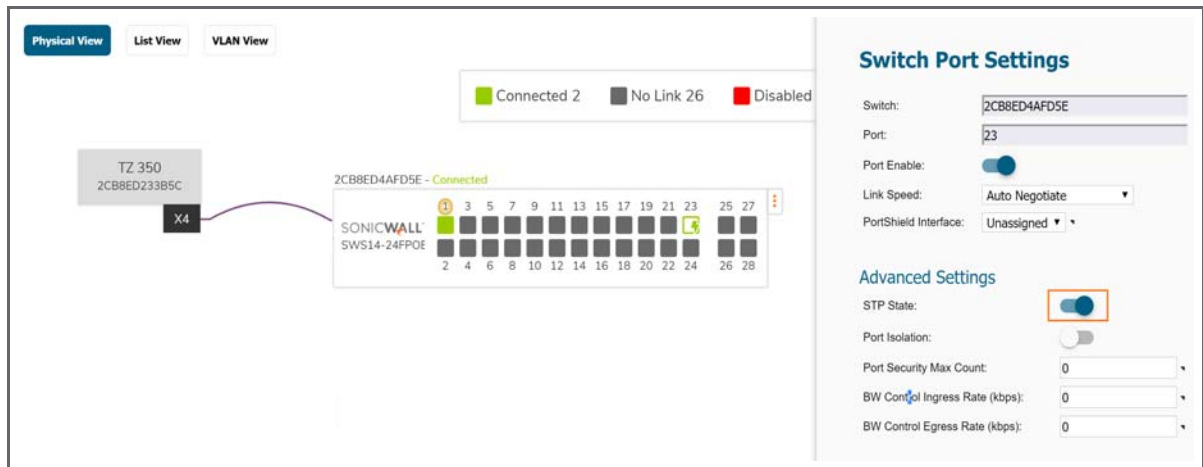 Physical View List View VLAN View
Connected 2 No Link 26 Disabled
TZ 350
2CB8ED233B5C
X4
2CB8ED4AFD5E - Connected
1 3 5 7 9 11 13 15 17 19 21 23 25 27
SONICWALL
SWS14-24FPOE
2 4 6 8 10 12 14 16 18 20 22 24 26 28
Switch Port Settings
Switch: 2CB8ED4AFD5E
Port: 23
Port Enable:
Link Speed: Auto Negotiate
PortShield Interface: Unassigned
Advanced Settings
STP State:
Port Isolation:
Port Security Max Count: 0
BW Control Ingress Rate (kbps): 0
BW Control Egress Rate (kbps): 0